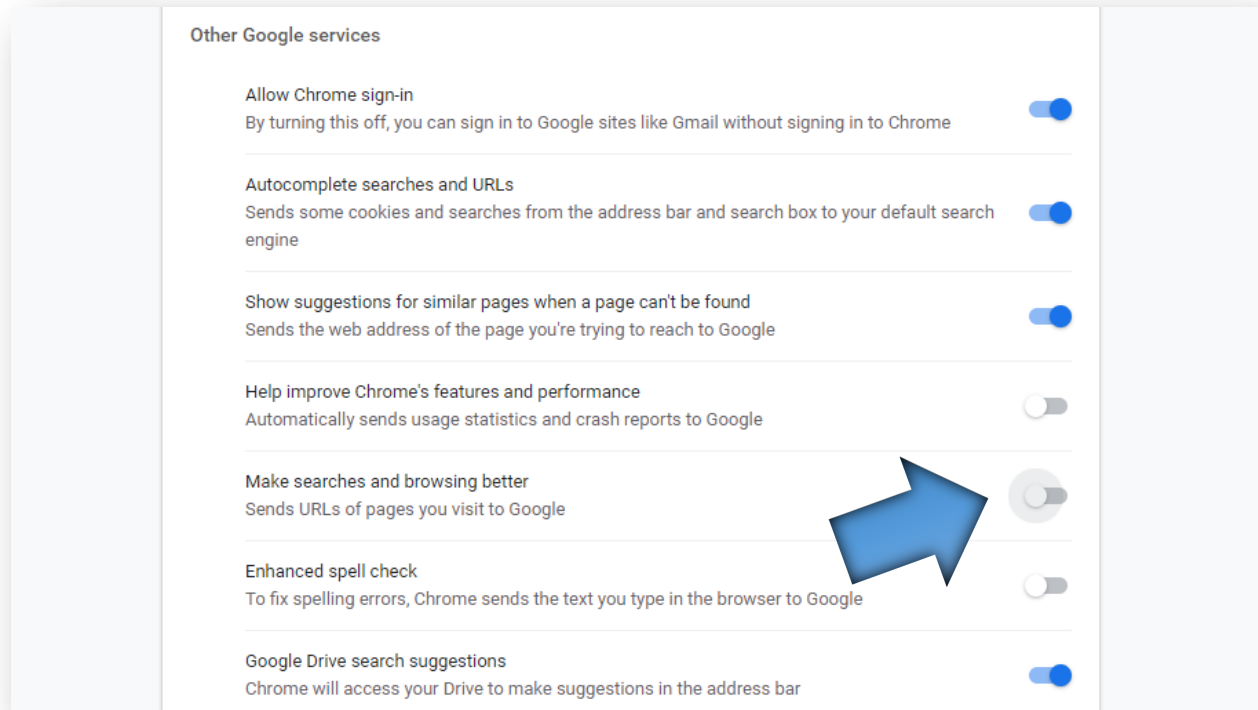 Other Google services
Allow Chrome sign-in
By turning this off, you can sign in to Google sites like Gmail without signing in to Chrome
Autocomplete searches and URLs
Sends some cookies and searches from the address bar and search box to your default search
engine
Show suggestions for similar pages when a page can't be found
Sends the web address of the page you're trying to reach to Google
Help improve Chrome's features and performance
Automatically sends usage statistics and crash reports to Google
Make searches and browsing better
Sends URLs of pages you visit to Google
Enhanced spell check
To fix spelling errors, Chrome sends the text you type in the browser to Google
Google Drive search suggestions
Chrome will access your Drive to make suggestions in the address bar